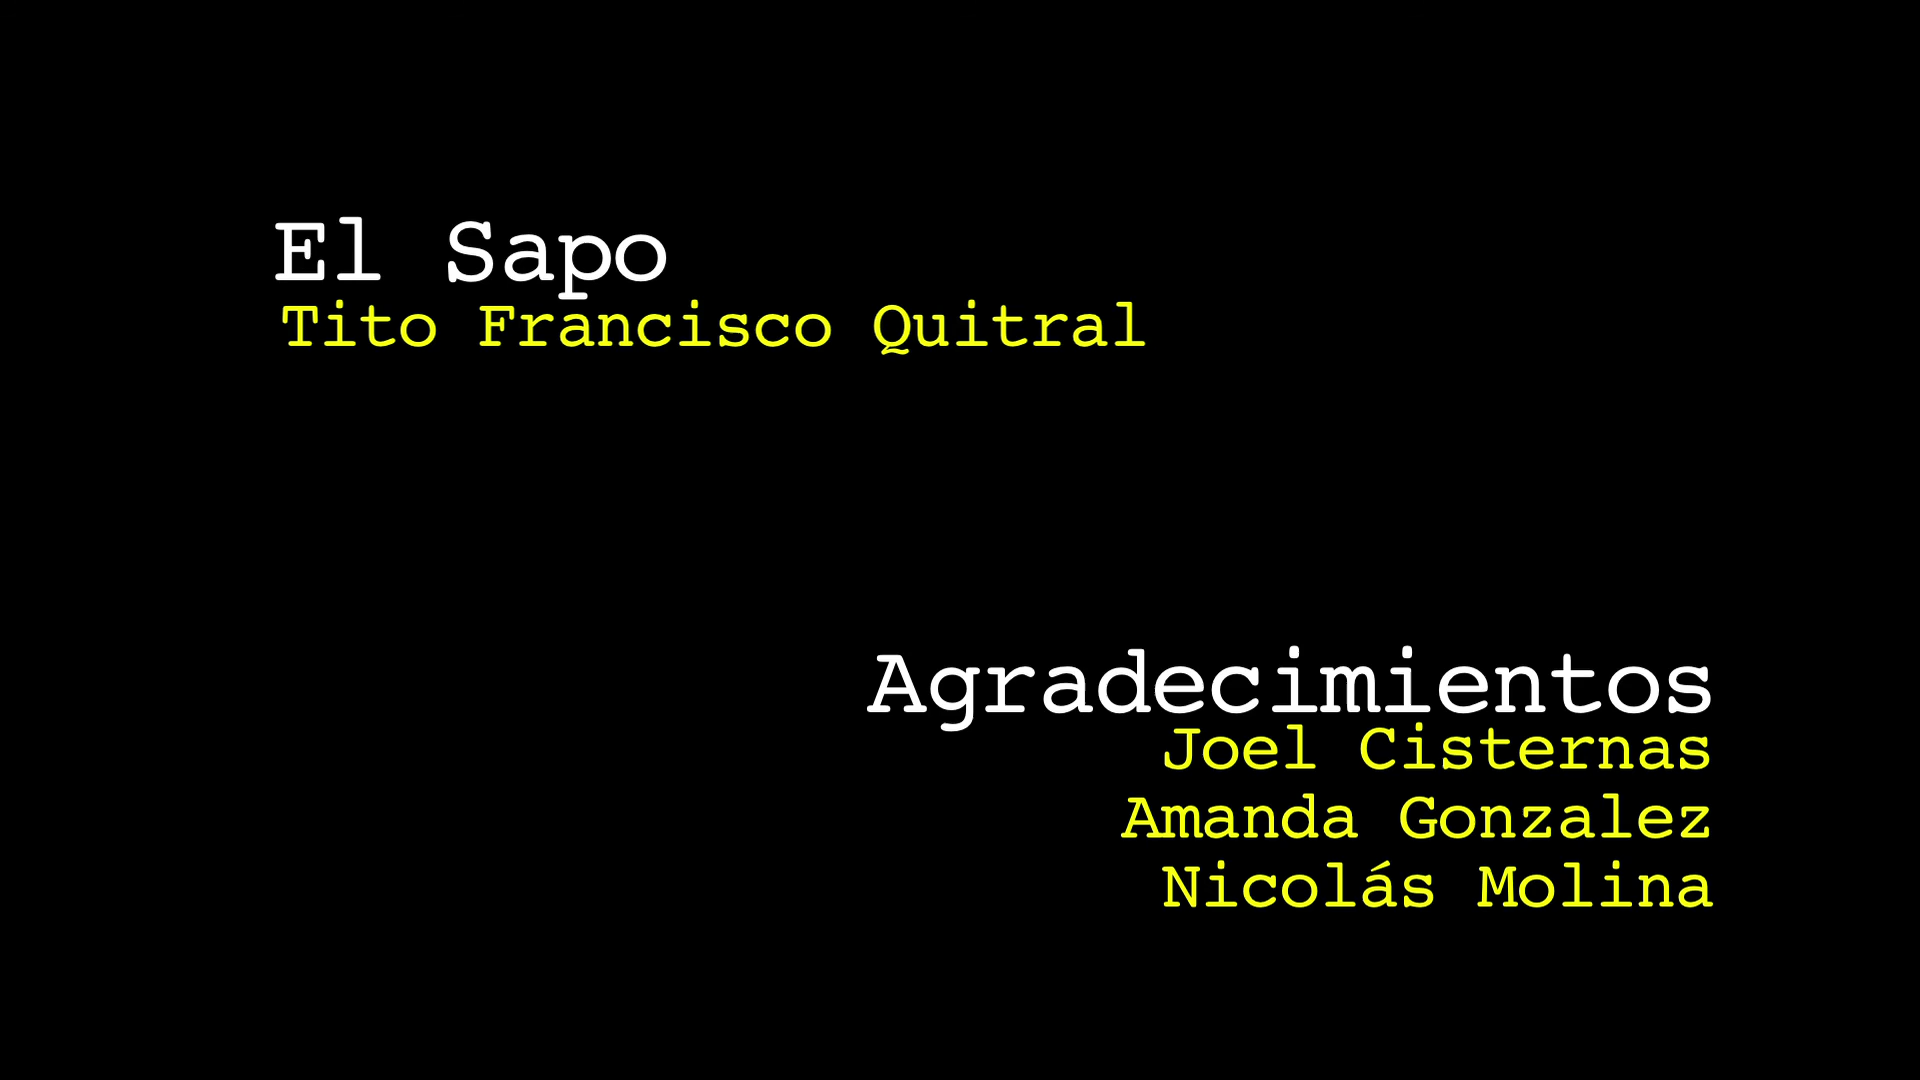 El Sapo
Tito Francisco Quitral
Agradecimientos
Joel Cisternas
Amanda Gonzalez
Nicolás Molina